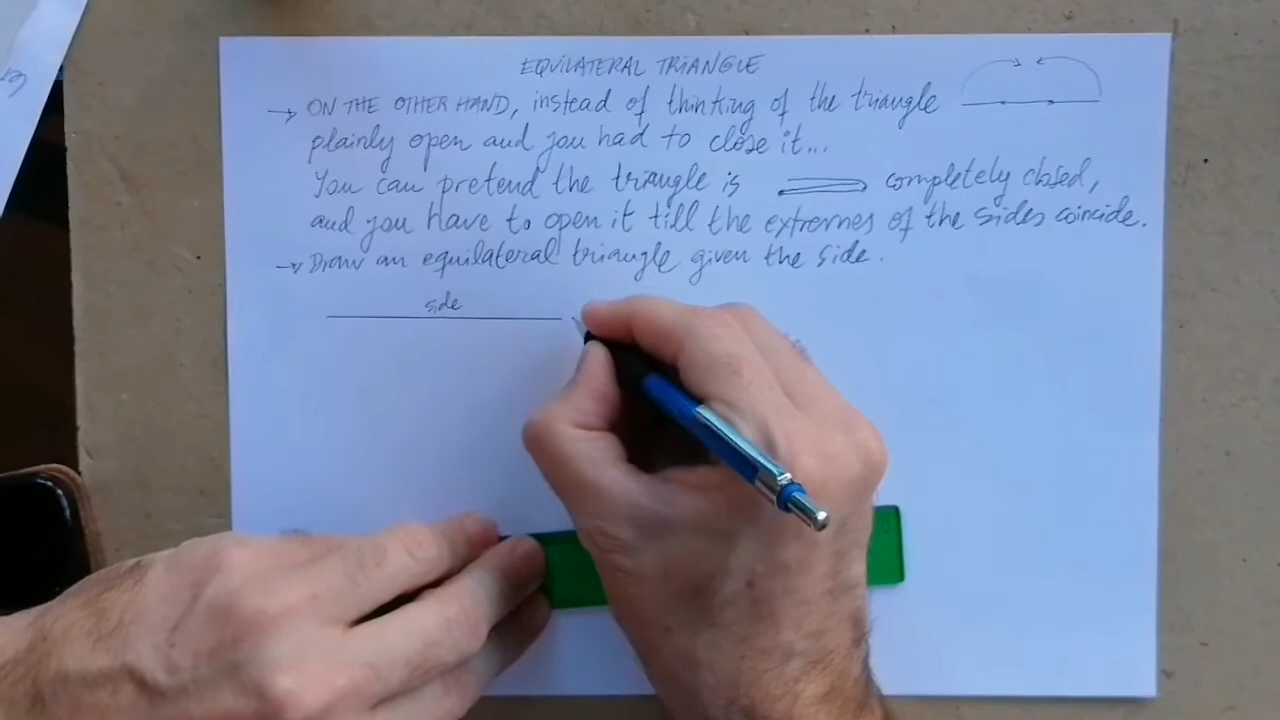 EQUILATERAL TRIANGLE
→ ON THE OTHER HAND, instead of thinking of the triangle
plainly open and you had to close it...
You can pretend the triangle is completely closed,
and you have to open it till the extremes of the sides coincide.
→ Draw an equilateral triangle given the side.
side